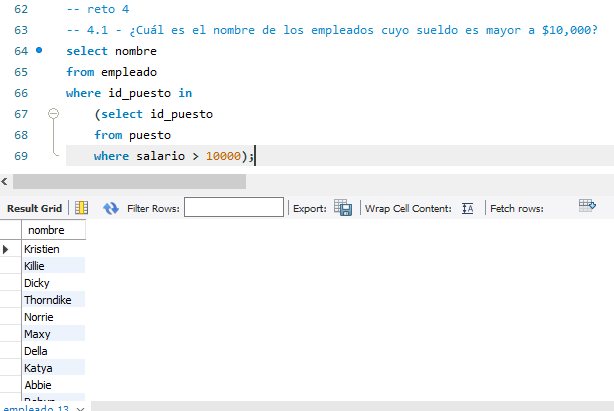 62 -- reto 4
63 -- 4.1 - ¿Cuál es el nombre de los empleados cuyo sueldo es mayor a $10,000?
64 select nombre
65 from empleado
66 where id_puesto in
67 (select id_puesto
68 from puesto
69 where salario > 10000);
Result Grid Filter Rows: Export: Wrap Cell Content: Fetch rows:
nombre
Kristien
Killie
Dicky
Thorndike
Norrie
Maxy
Della
Katya
Abbie
empleado 13